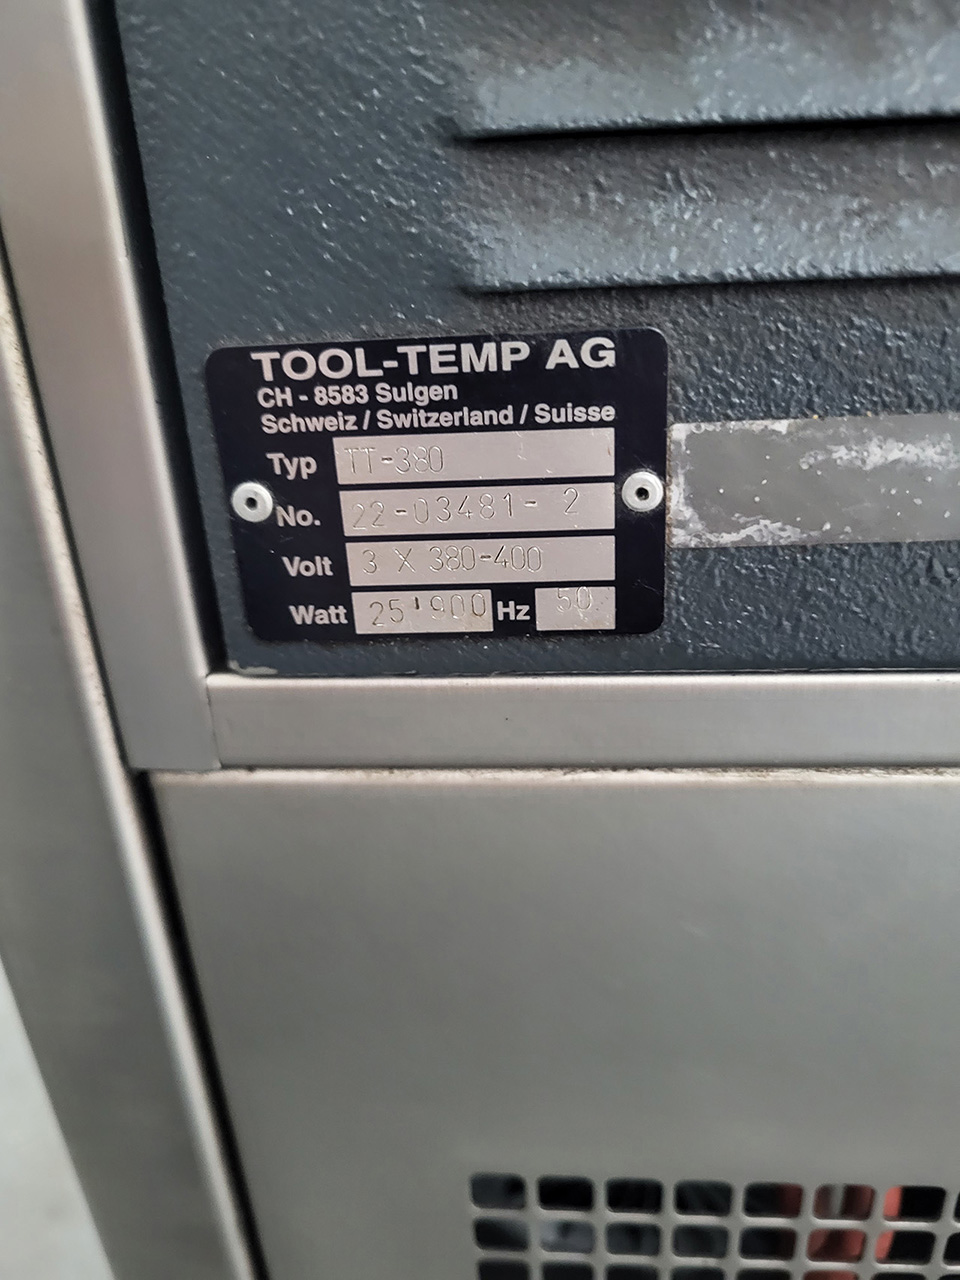 TOOL-TEMP AG
CH - 8583 Sulgen
Schweiz / Switzerland / Suisse
Typ TT-380
No. 22-03481- 2
Volt 3 X 380-400
Watt 25'900 Hz 50